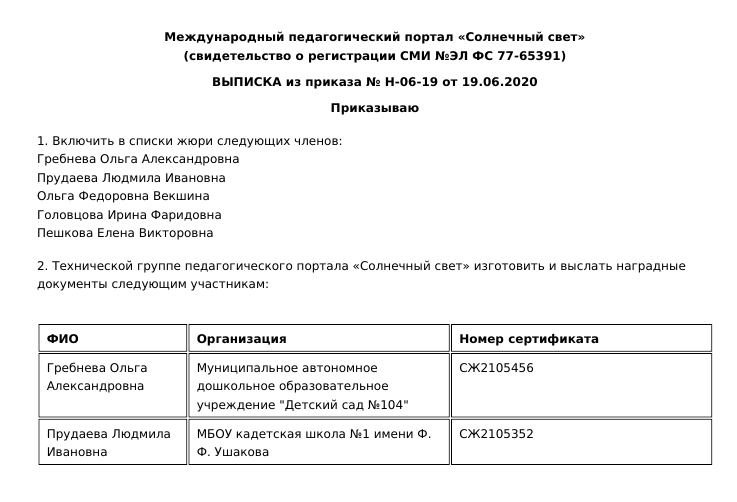 Международный педагогический портал «Солнечный свет»
(свидетельство о регистрации СМИ №ЭЛ ФС 77-65391)
ВЫПИСКА из приказа № Н-06-19 от 19.06.2020
Приказываю
1. Включить в списки жюри следующих членов:
Гребнева Ольга Александровна
Прудаева Людмила Ивановна
Ольга Федоровна Векшина
Головцова Ирина Фаридовна
Пешкова Елена Викторовна
2. Технической группе педагогического портала «Солнечный свет» изготовить и выслать наградные
документы следующим участникам:
ФИО Организация Номер сертификата
Гребнева Ольга Муниципальное автономное СЖ2105456
Александровна дошкольное образовательное
учреждение "Детский сад №104"
Прудаева Людмила МБОУ кадетская школа №1 имени Ф. СЖ2105352
Ивановна Ф. Ушакова